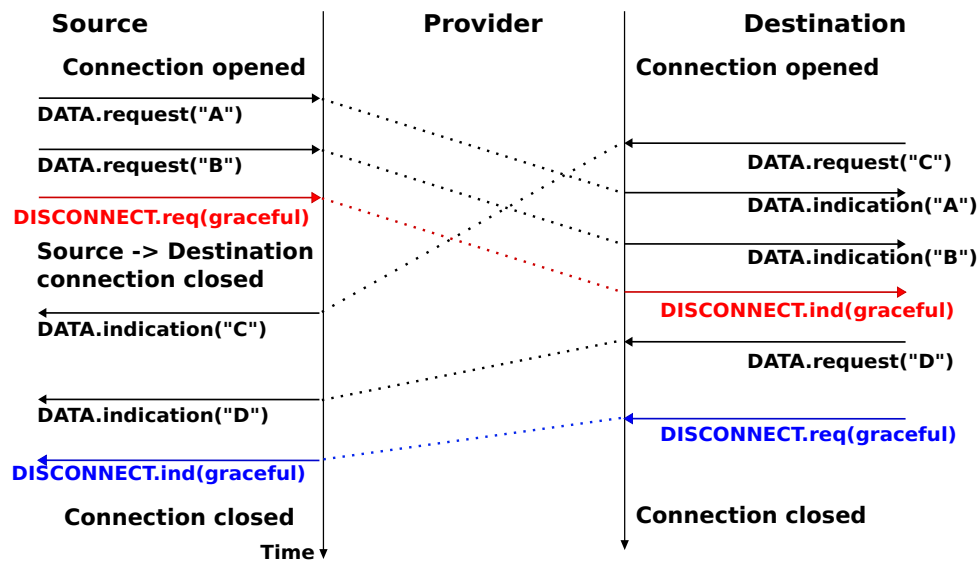 Source
Provider
Destination
Connection opened
Connection opened
DATA.request("A")
DATA.request("B")
DATA.request("C")
DISCONNECT.req(graceful)
DATA.indication("A")
Source -> Destination
connection closed
DATA.indication("B")
DISCONNECT.ind(graceful)
DATA.indication("C")
DATA.request("D")
DATA.indication("D")
DISCONNECT.req(graceful)
DISCONNECT.ind(graceful)
Connection closed
Connection closed
Time